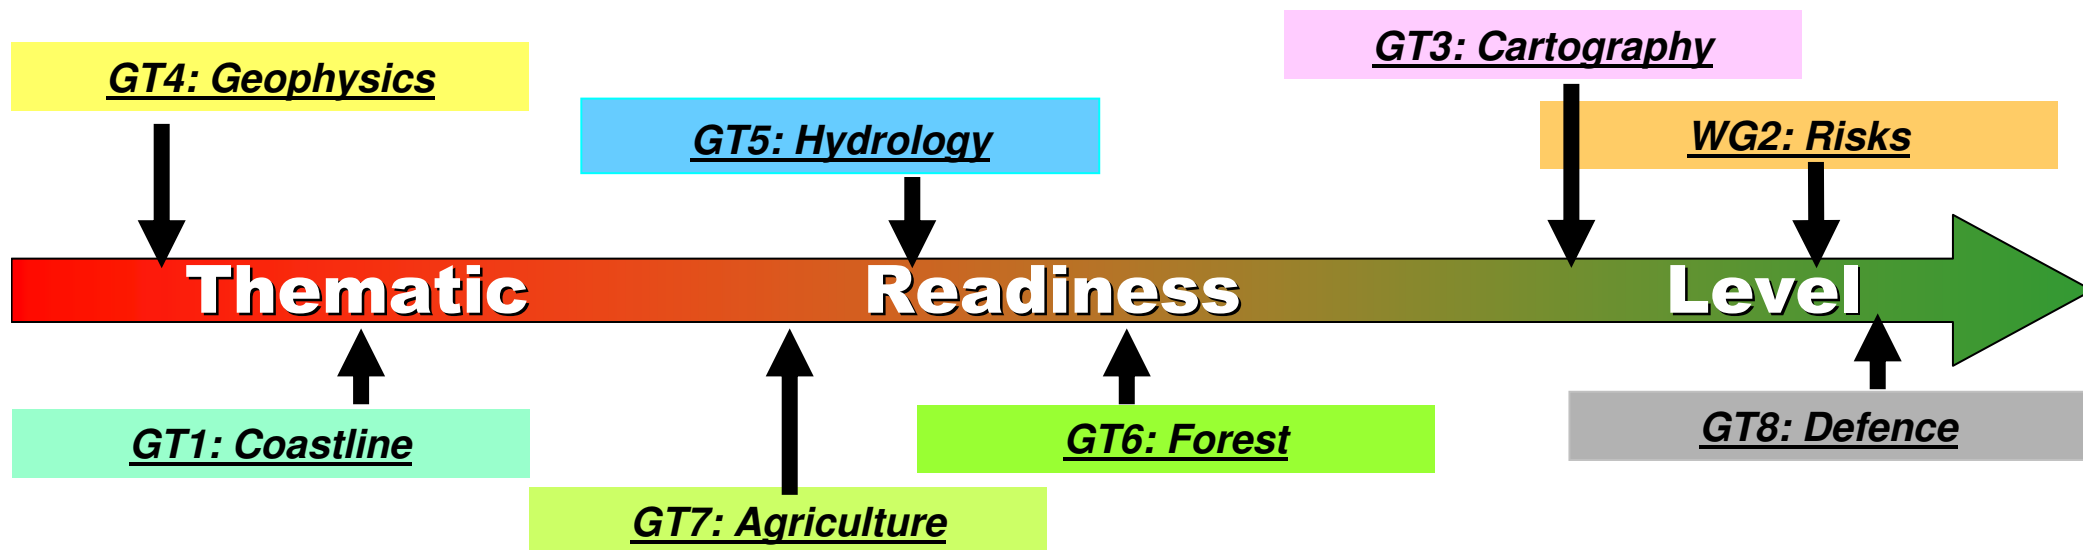 GT3: Cartography
GT4: Geophysics
GT5: Hydrology
WG2: Risks
Thematic Readiness Level
GT1: Coastline
GT6: Forest
GT8: Defence
GT7: Agriculture